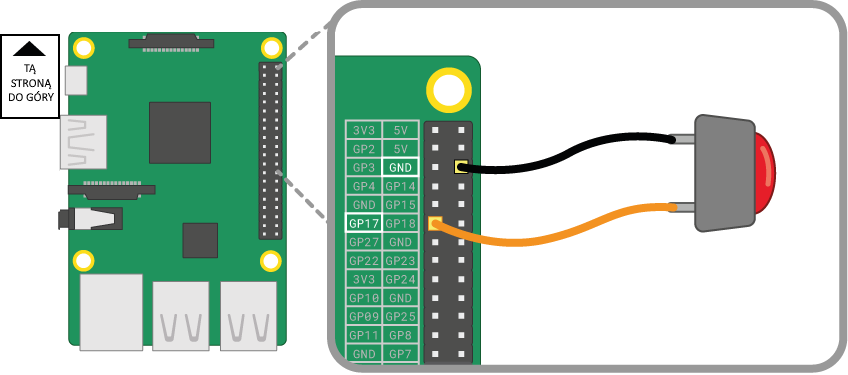 TĄ
STRONĄ
DO GÓRY
3V3 5V
GP2 5V
GP3 GND
GP4 GP14
GND GP15
GP17 GP18
GP27 GND
GP22 GP23
3V3 GP24
GP10 GND
GP09 GP25
GP11 GP8
GND GP7